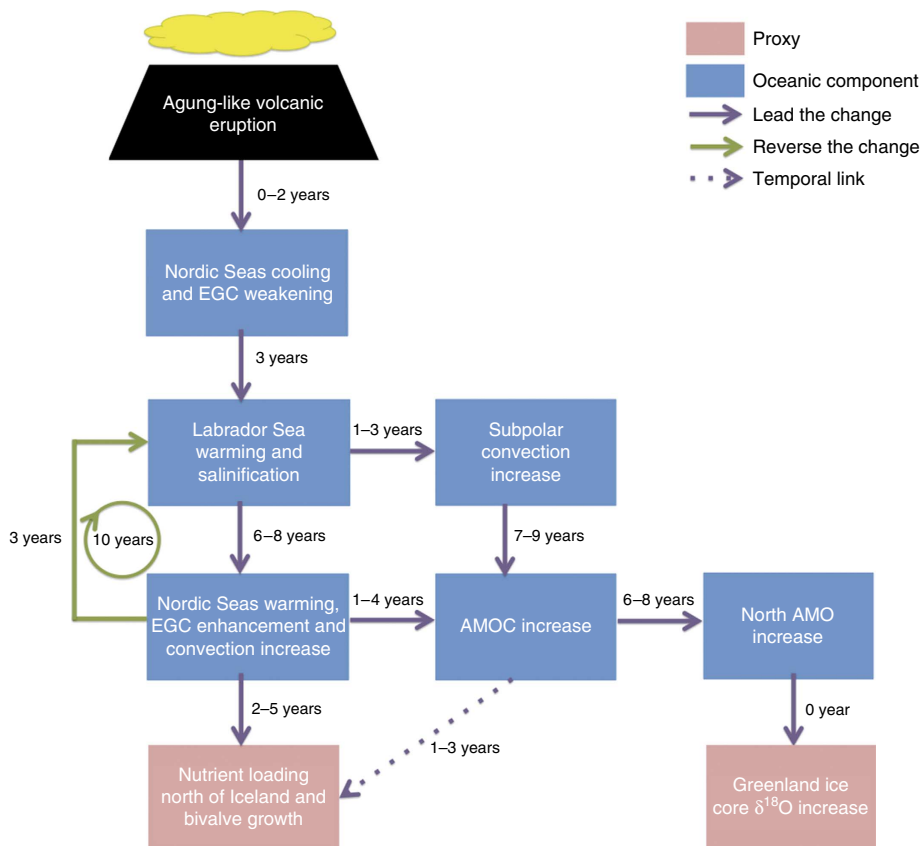 Proxy
Oceanic component
Lead the change
Reverse the change
Temporal link
Agung-like volcanic
eruption
0–2 years
Nordic Seas cooling
and EGC weakening
3 years
Labrador Sea
warming and
salinification
1–3 years
Subpolar
convection
increase
3 years
10 years
6–8 years
7–9 years
Nordic Seas warming,
EGC enhancement and
convection increase
1–4 years
AMOC increase
6–8 years
North AMO
increase
2–5 years
1–3 years
0 year
Nutrient loading
north of Iceland and
bivalve growth
Greenland ice
core δ¹⁸O increase